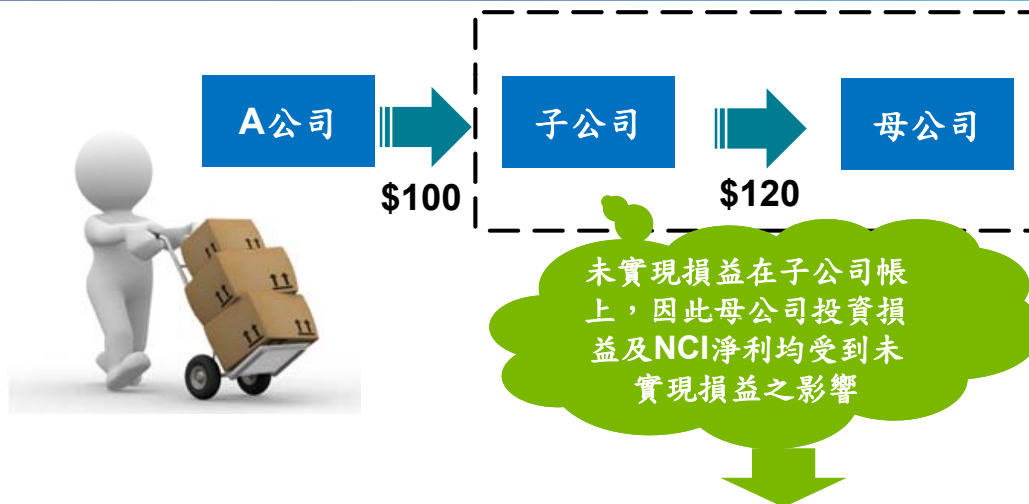 A公司
子公司
母公司
$100
$120
未實現損益在子公司帳
上，因此母公司投資損
益及NCI淨利均受到未
實現損益之影響